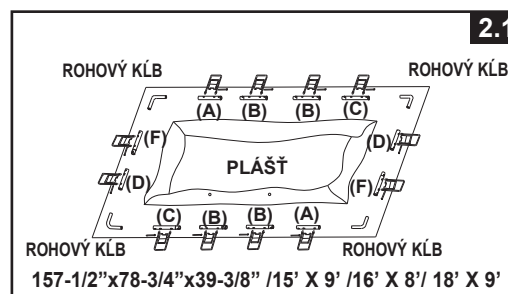 2.1
ROHOVÝ KĹB ROHOVÝ KĹB
(A) (B) (B) (C)
(F) (D)
PLÁŠŤ
(D) (F)
(C) (B) (B) (A)
ROHOVÝ KĹB ROHOVÝ KĹB
157-1/2”x78-3/4”x39-3/8” /15’ X 9’ /16’ X 8’/ 18’ X 9’